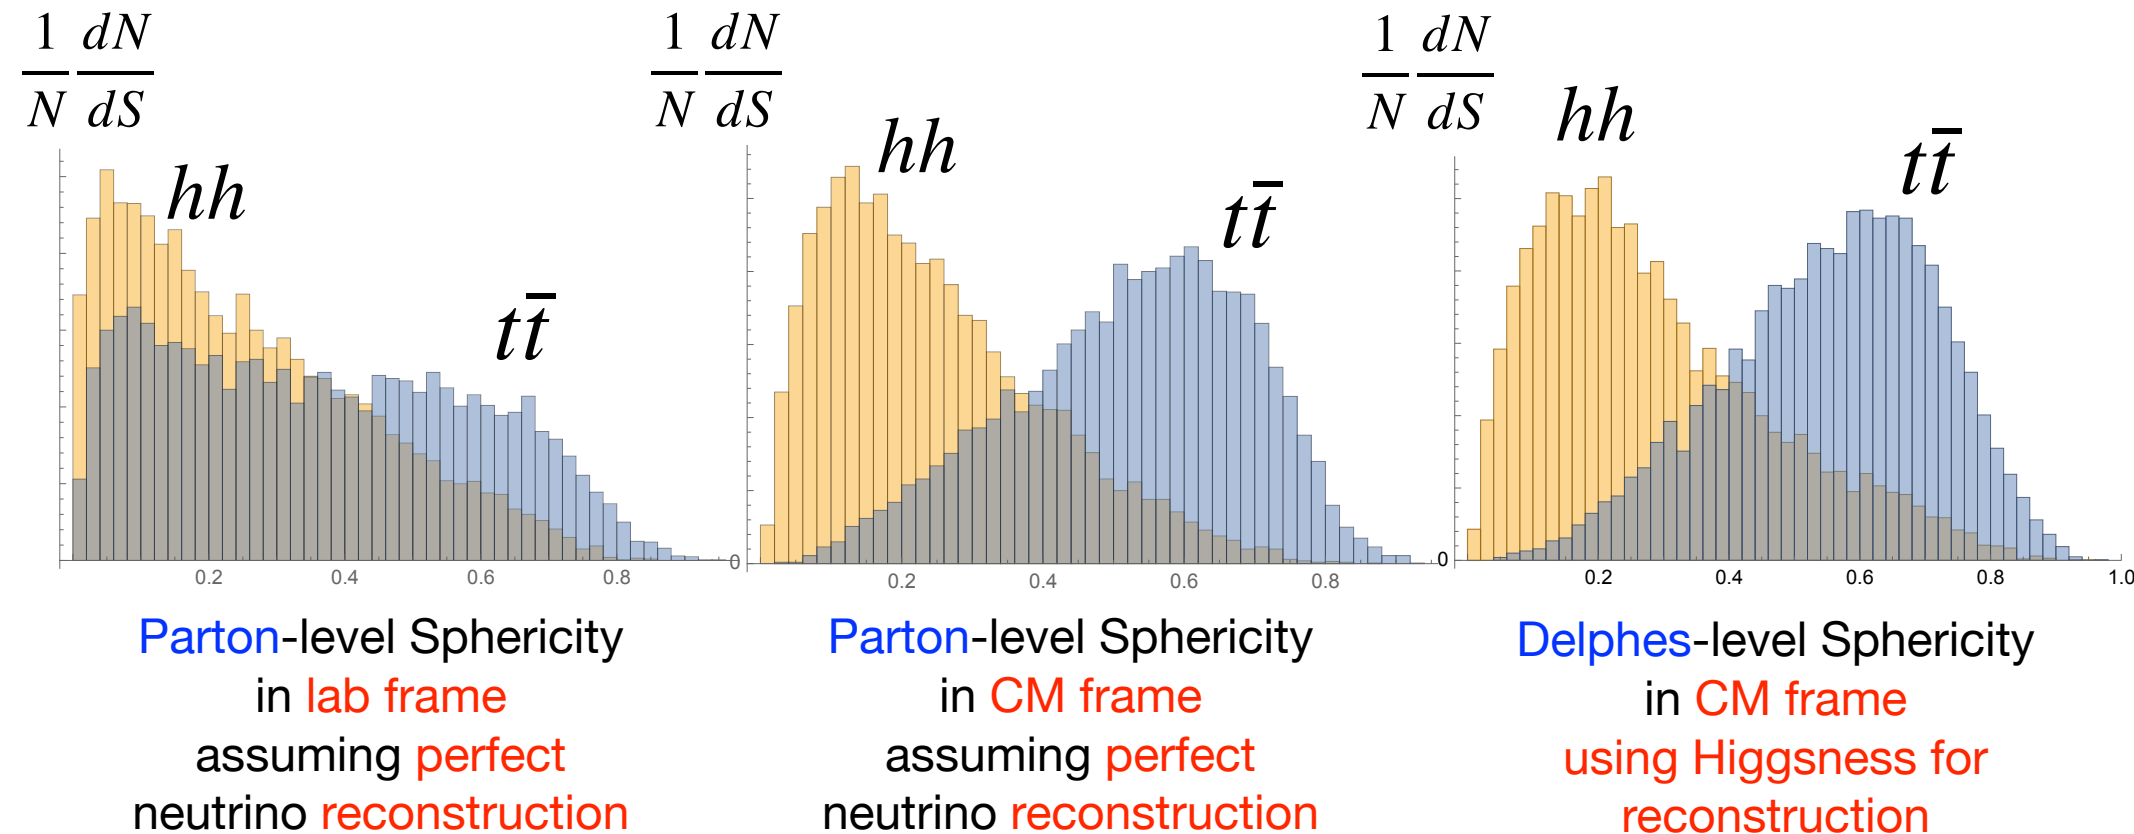 1 dN
N dS
hh
tt̄
0.2 0.4 0.6 0.8
Parton-level Sphericity
in lab frame
assuming perfect
neutrino reconstruction
1 dN
N dS
hh
tt̄
0 0.2 0.4 0.6 0.8
Parton-level Sphericity
in CM frame
assuming perfect
neutrino reconstruction
1 dN
N dS
hh
tt̄
0 0.2 0.4 0.6 0.8 1.0
Delphes-level Sphericity
in CM frame
using Higgsness for
reconstruction